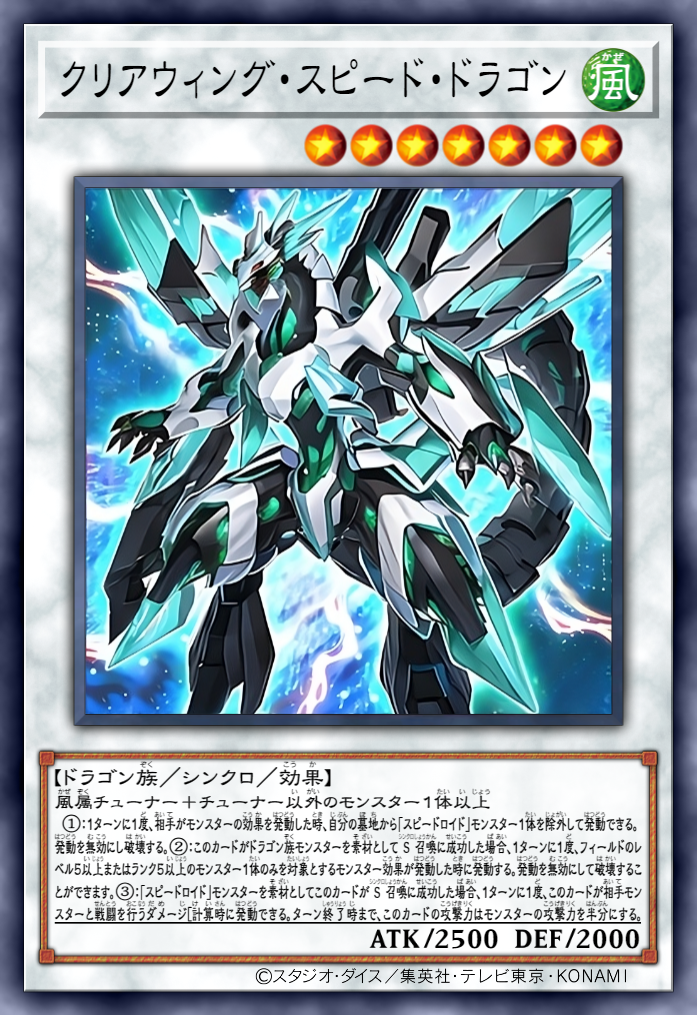 クリアウィング・スピード・ドラゴン 風
【ドラゴン族／シンクロ／効果】
風属チューナー＋チューナー以外のモンスター1体以上
①：1ターンに1度、相手がモンスターの効果を発動した時、自分の墓地から「スピードロイド」モンスター1体を除外して発動できる。
発動を無効にし破壊する。②：このカードがドラゴン族モンスターを素材として S 召喚に成功した場合、1ターンに1度、フィールドのレ
ベル5以上またはランク5以上のモンスター1体のみを対象とするモンスター効果が発動した時に発動する。発動を無効にして破壊するこ
とができます。③：「スピードロイド」モンスターを素材としてこのカードが S 召喚に成功した場合、1ターンに1度、このカードが相手モン
スターと戦闘を行うダメージ[計算時に発動できる。ターン終了時まで、このカードの攻撃力はモンスターの攻撃力を半分にする。
ATK/2500 DEF/2000
©スタジオ・ダイス／集英社・テレビ東京・KONAMI